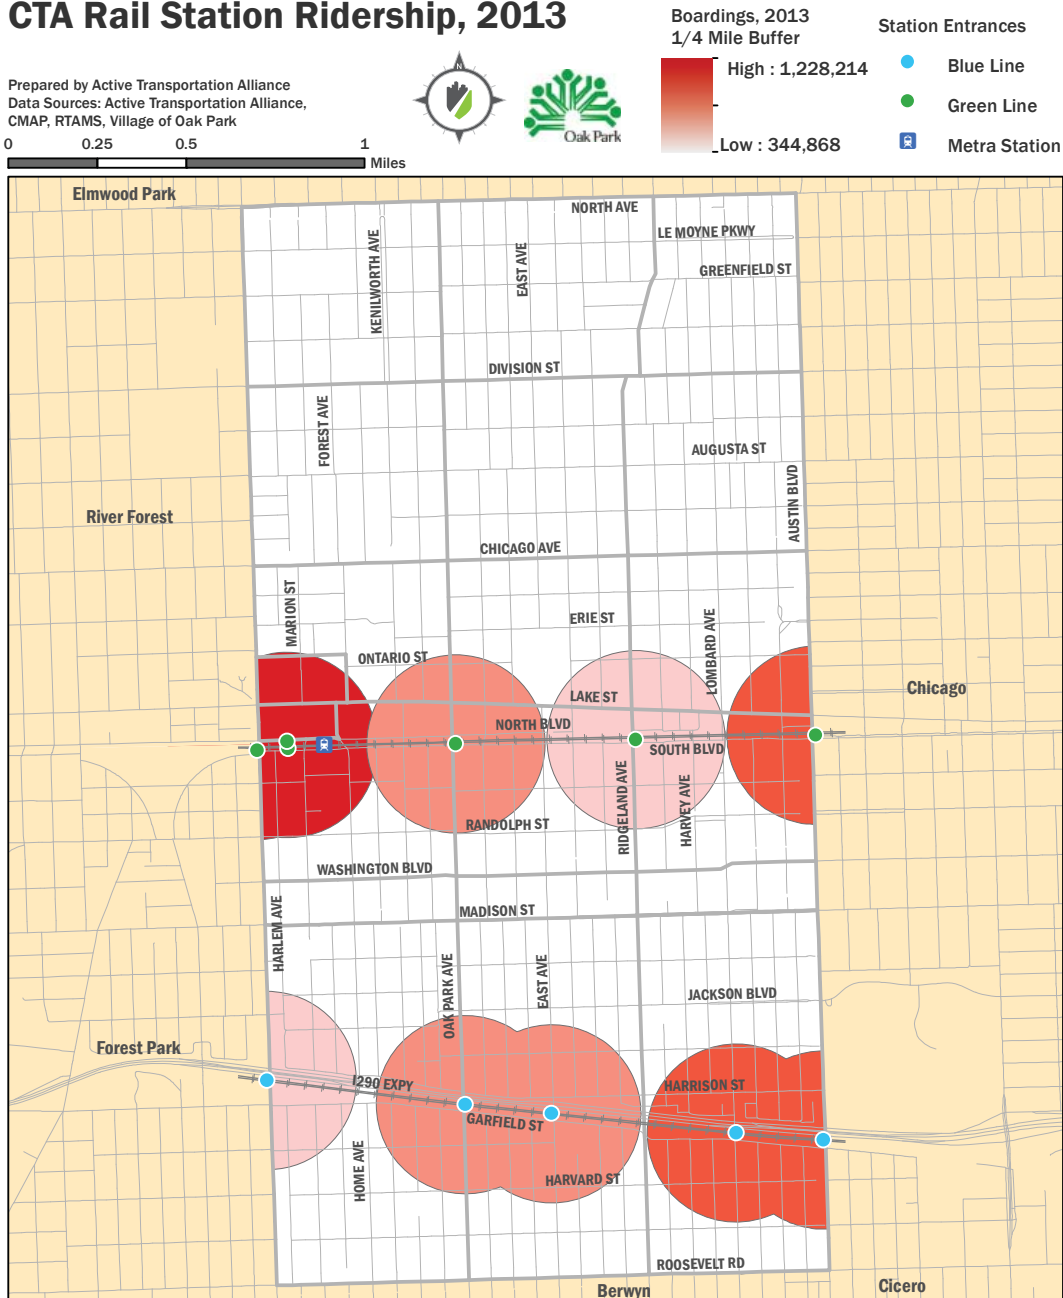 CTA Rail Station Ridership, 2013
Prepared by Active Transportation Alliance
Data Sources: Active Transportation Alliance,
CMAP, RTAMS, Village of Oak Park
0 0.25 0.5 1
Miles
N
Oak Park
Boardings, 2013
1/4 Mile Buffer
High : 1,228,214
Low : 344,868
Station Entrances
Blue Line
Green Line
Metra Station
Elmwood Park
NORTH AVE
LE MOYNE PKWY
KENILWORTH AVE
EAST AVE
GREENFIELD ST
DIVISION ST
FOREST AVE
AUGUSTA ST
AUSTIN BLVD
River Forest
CHICAGO AVE
MARION ST
ERIE ST
LOMBARD AVE
ONTARIO ST
Chicago
LAKE ST
NORTH BLVD
SOUTH BLVD
RIDGELAND AVE
HARVEY AVE
RANDOLPH ST
WASHINGTON BLVD
MADISON ST
HARLEM AVE
OAK PARK AVE
EAST AVE
JACKSON BLVD
Forest Park
I290 EXPY
HARRISON ST
GARFIELD ST
HOME AVE
HARVARD ST
ROOSEVELT RD
Berwyn
Cicero